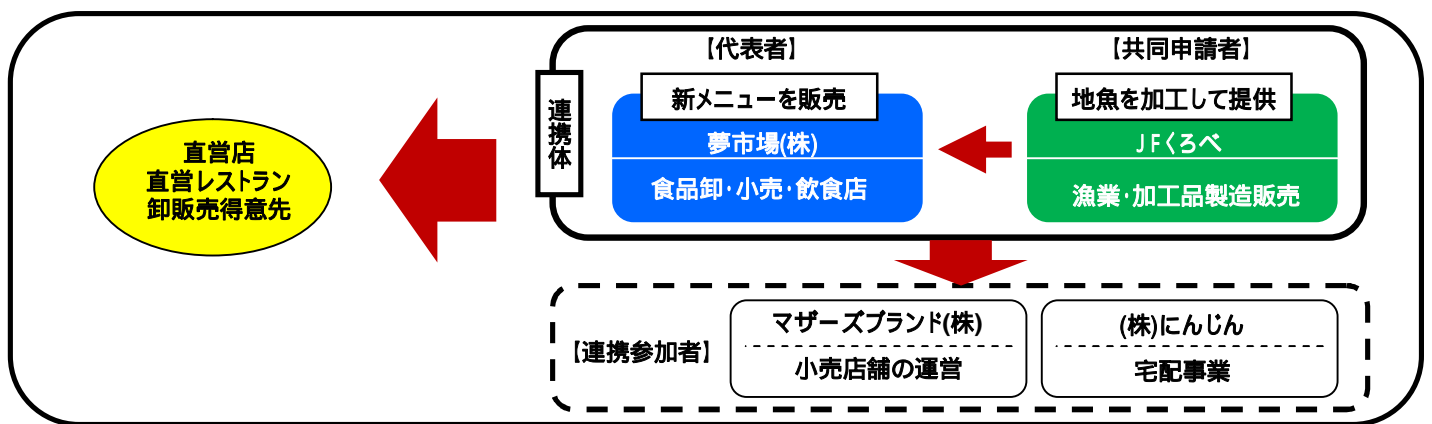 【代表者】
【共同申請者】
連携体
新メニューを販売
夢市場(株)
食品卸・小売・飲食店
地魚を加工して提供
JFくろべ
漁業・加工品製造販売
直営店
直営レストラン
卸販売得意先
【連携参加者】
マザーズブランド(株)
小売店舗の運営
(株)にんじん
宅配事業